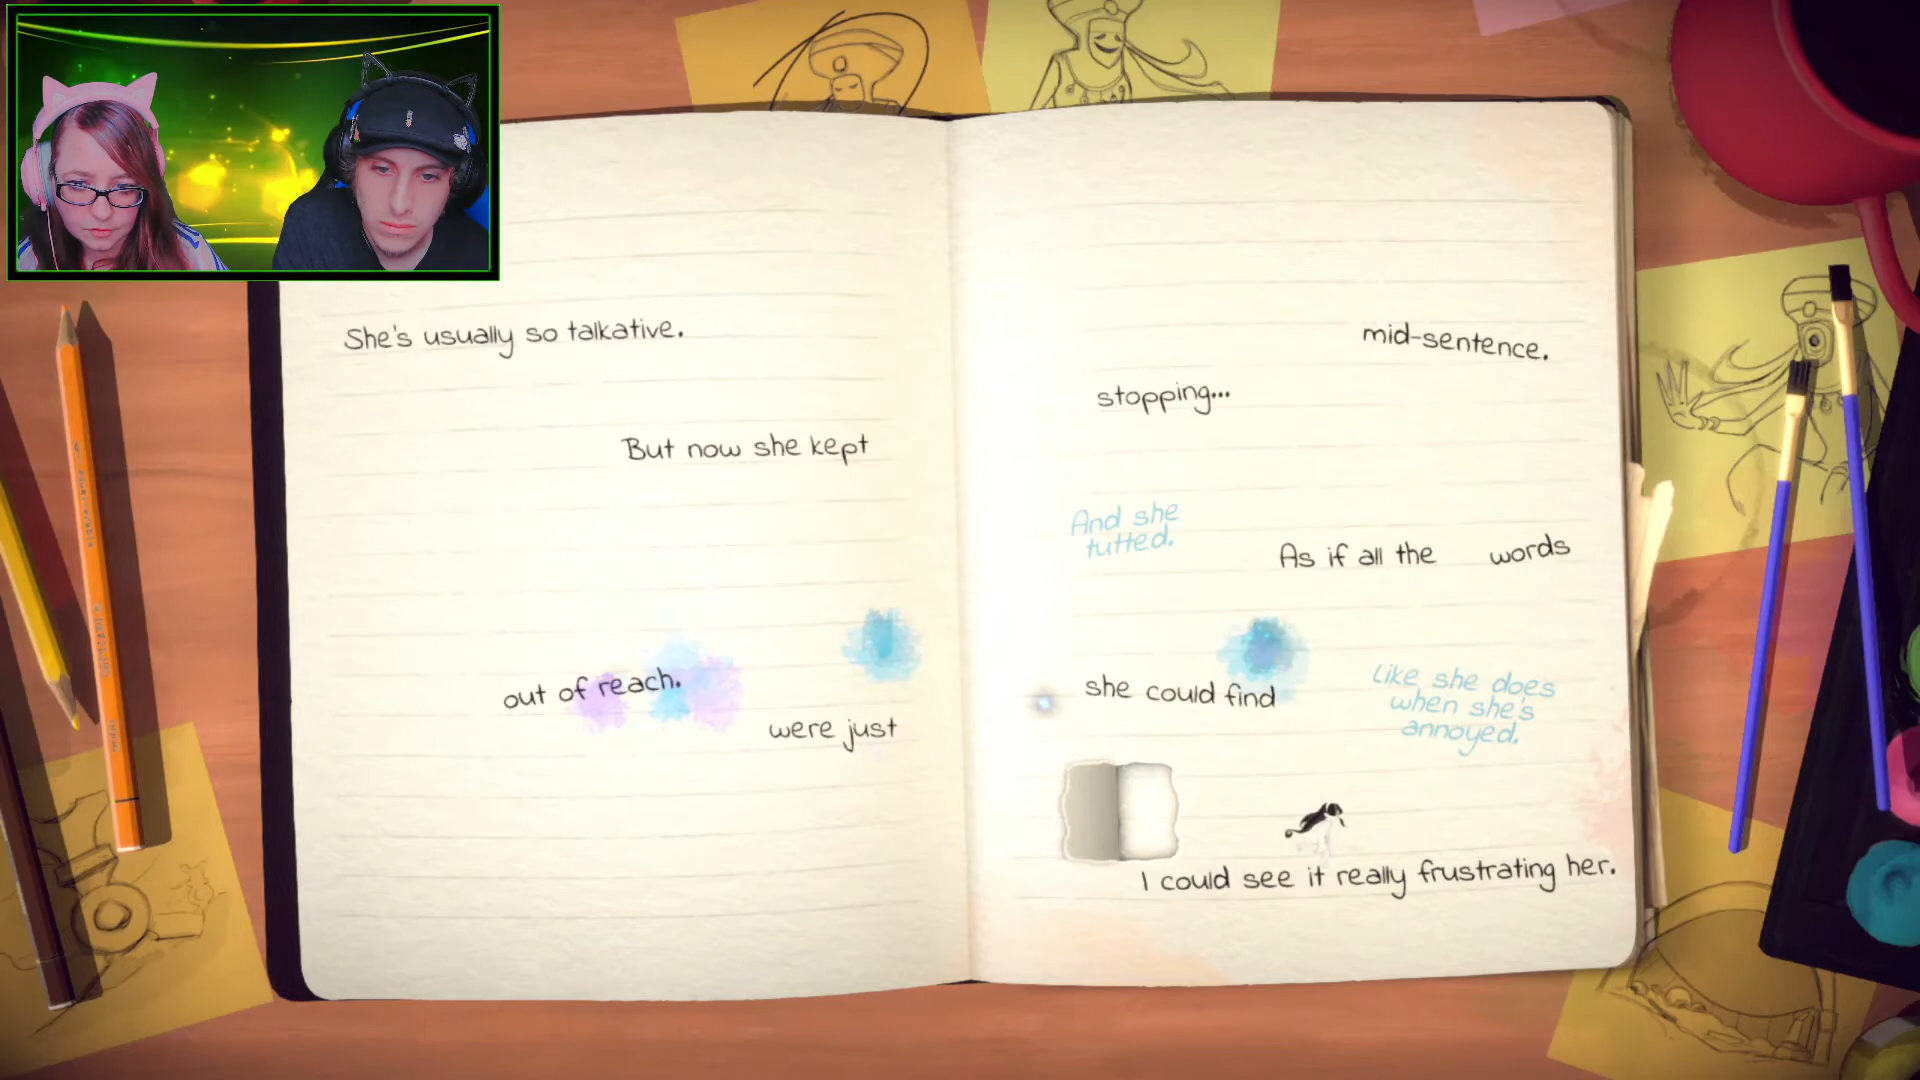 She's usually so talkative.
But now she kept
out of reach.
were just
mid-sentence.
stopping...
And she
tutted.
As if all the words
she could find
Like she does
when she's
annoyed.
I could see it really frustrating her.